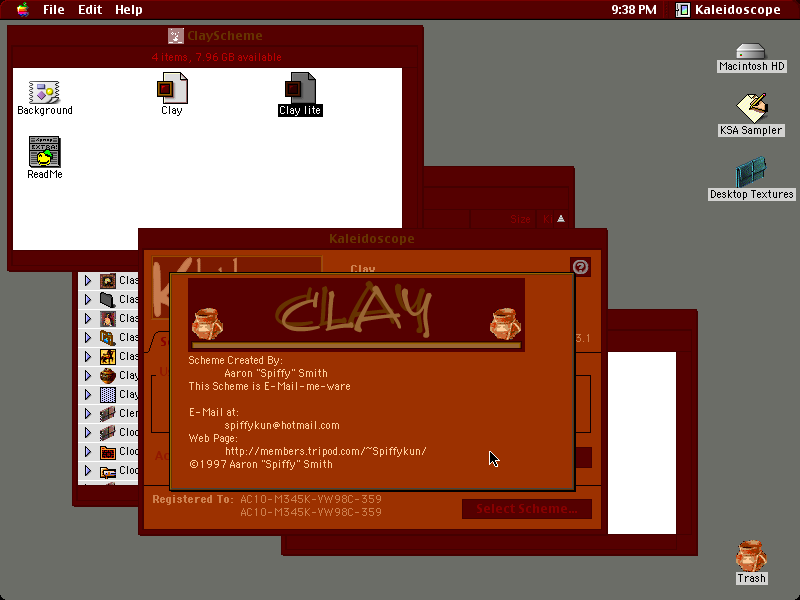 File Edit Help
9:38 PM Kaleidoscope
ClayScheme
4 items, 7.96 GB available
Background
Clay
Clay lite
ReadMe
Macintosh HD
KSA Sampler
Desktop Textures
Trash
Size
Kaleidoscope
Clay
3.1
CLAY
Scheme Created By:
Aaron "Spiffy" Smith
This Scheme is E-Mail-me-ware
E-Mail at:
spiffykun@hotmail.com
Web Page:
http://members.tripod.com/~Spiffykun/
©1997 Aaron "Spiffy" Smith
Registered To: AC10-M345K-YW98C-359
AC10-M345K-YW98C-359
Select Scheme...
Clas
Clas
Clas
Clas
Clas
Clay
Clay
Cler
Cloc
Cloc
Cloc